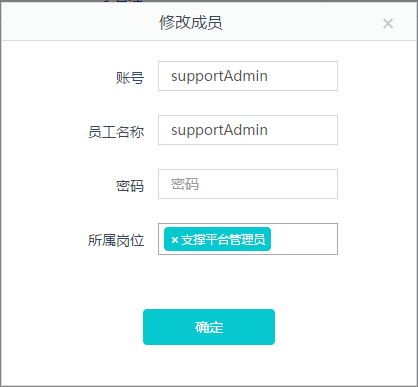 修改成员 ×
账号 supportAdmin
员工名称 supportAdmin
密码 密码
所属岗位 × 支撑平台管理员
确定